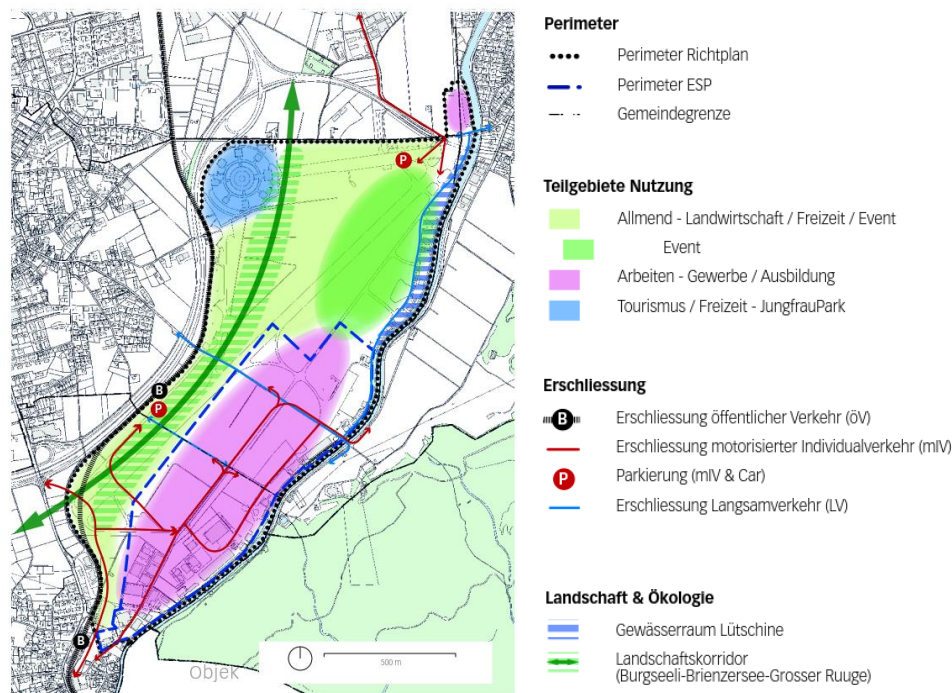 P
B
P
B
Objek
500 m
Perimeter
Perimeter Richtplan
Perimeter ESP
Gemeindegrenze
Teilgebiete Nutzung
Allmend - Landwirtschaft / Freizeit / Event
Event
Arbeiten - Gewerbe / Ausbildung
Tourismus / Freizeit - JungfrauPark
Erschliessung
B Erschliessung öffentlicher Verkehr (öV)
Erschliessung motorisierter Individualverkehr (mIV)
P Parkierung (mIV & Car)
Erschliessung Langsamverkehr (LV)
Landschaft & Ökologie
Gewässerraum Lütschine
Landschaftskorridor
(Burgseeli-Brienzersee-Grosser Ruuge)